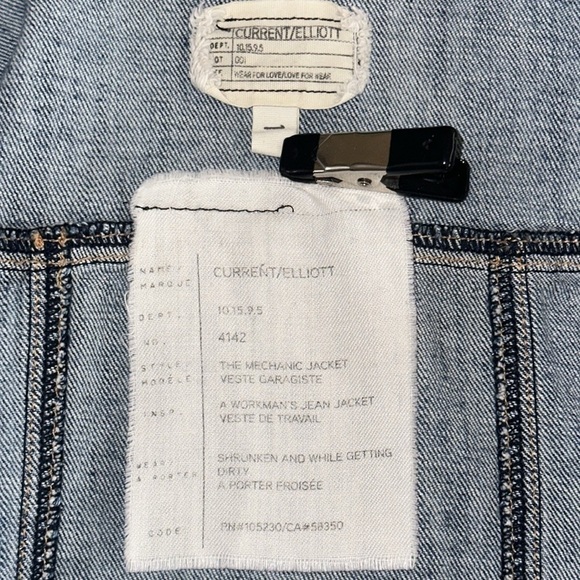 CURRENT/ELLIOTT
DEPT. 10.15.9.5
OT 001
WEAR FOR LOVE/LOVE FOR WEAR
1
NAME/ CURRENT/ELLIOTT
MARQUE
DEPT. 10.15.9.5
NO. 4142
STYLE/ THE MECHANIC JACKET
MODÈLE VESTE GARAGISTE
INSP. A WORKMAN'S JEAN JACKET
VESTE DE TRAVAIL
WEAR/ SHRUNKEN AND WHILE GETTING
DIRTY
À PORTER A PORTER FROISÉE
CODE RN#105230/CA#58350